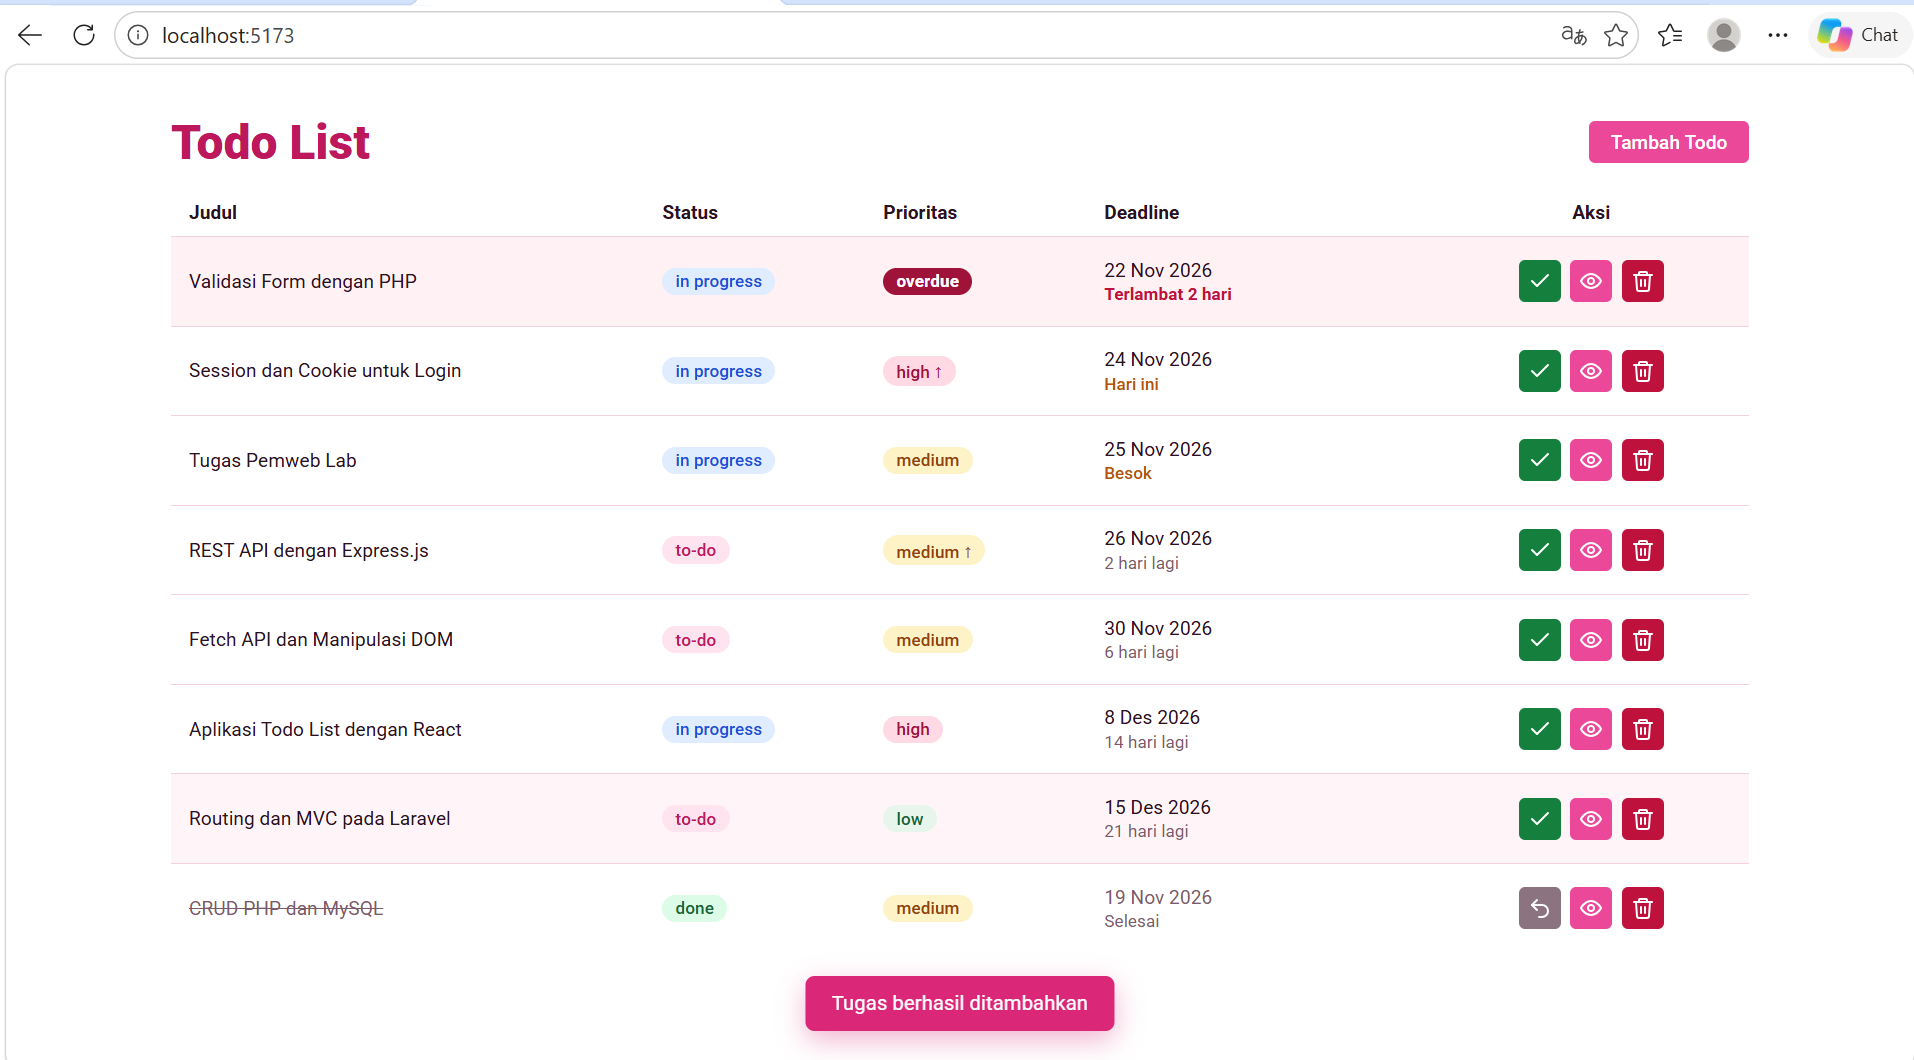 localhost:5173
Chat
Todo List
Tambah Todo
Judul Status Prioritas Deadline Aksi
Validasi Form dengan PHP in progress overdue 22 Nov 2026
Terlambat 2 hari
Session dan Cookie untuk Login in progress high ↑ 24 Nov 2026
Hari ini
Tugas Pemweb Lab in progress medium 25 Nov 2026
Besok
REST API dengan Express.js to-do medium ↑ 26 Nov 2026
2 hari lagi
Fetch API dan Manipulasi DOM to-do medium 30 Nov 2026
6 hari lagi
Aplikasi Todo List dengan React in progress high 8 Des 2026
14 hari lagi
Routing dan MVC pada Laravel to-do low 15 Des 2026
21 hari lagi
CRUD PHP dan MySQL done medium 19 Nov 2026
Selesai
Tugas berhasil ditambahkan